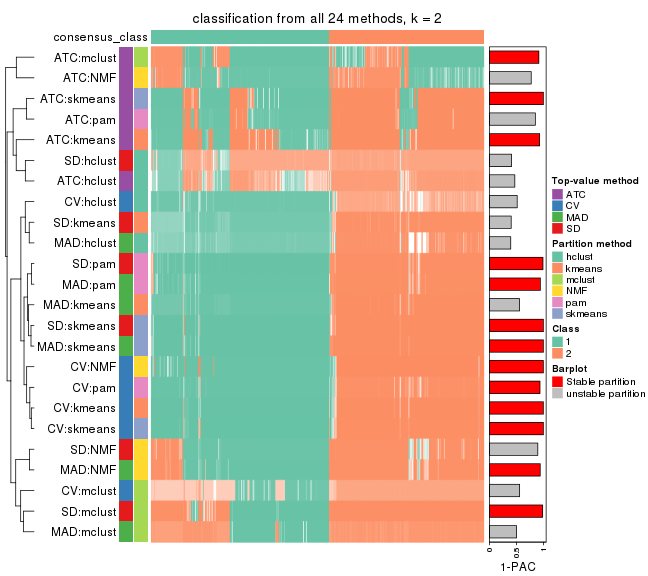 classification from all 24 methods, k = 2
consensus_class
ATC:mclust
ATC:NMF
ATC:skmeans
ATC:pam
ATC:kmeans
SD:hclust
ATC:hclust
CV:hclust
SD:kmeans
MAD:hclust
SD:pam
MAD:pam
MAD:kmeans
SD:skmeans
MAD:skmeans
CV:NMF
CV:pam
CV:kmeans
CV:skmeans
SD:NMF
MAD:NMF
CV:mclust
SD:mclust
MAD:mclust
0
0.5
1
1-PAC
Top-value method
ATC
CV
MAD
SD
Partition method
hclust
kmeans
mclust
NMF
pam
skmeans
Class
1
2
Barplot
Stable partition
unstable partition